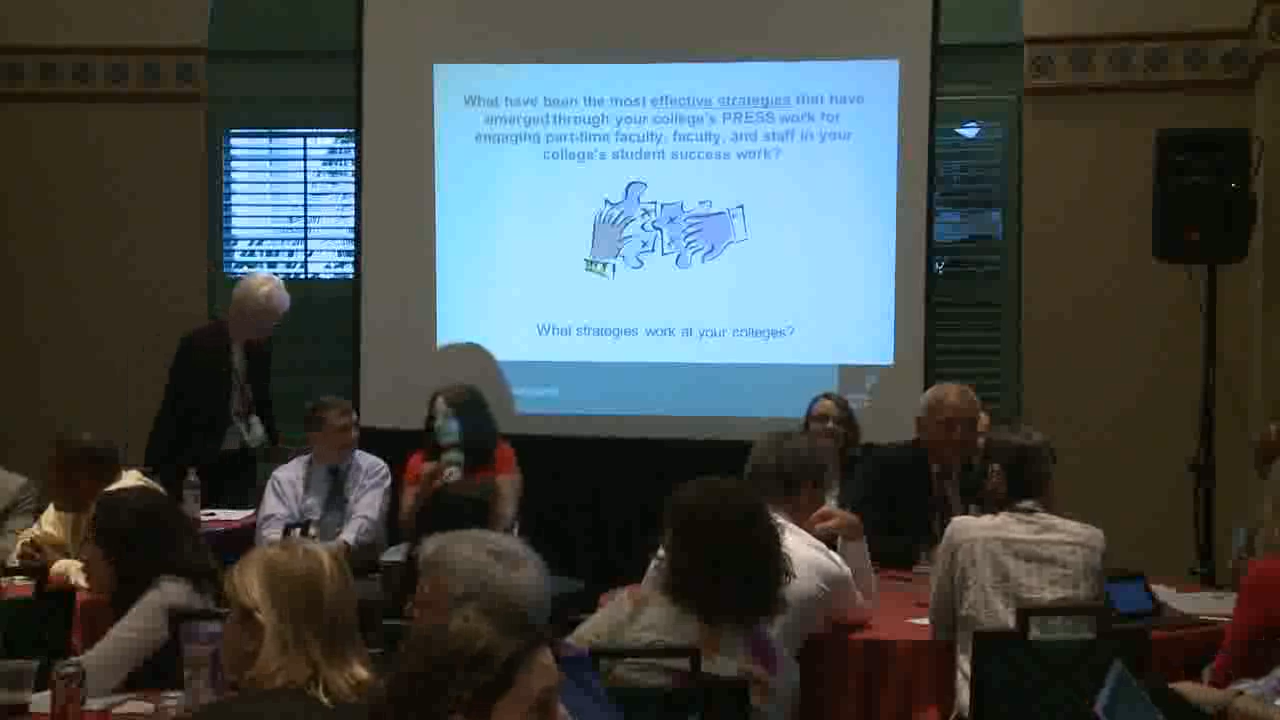 What have been the most effective strategies that have
emerged through your college's PRESS work for
engaging part-time faculty, faculty, and staff in your
college's student success work?
What strategies work at your colleges?